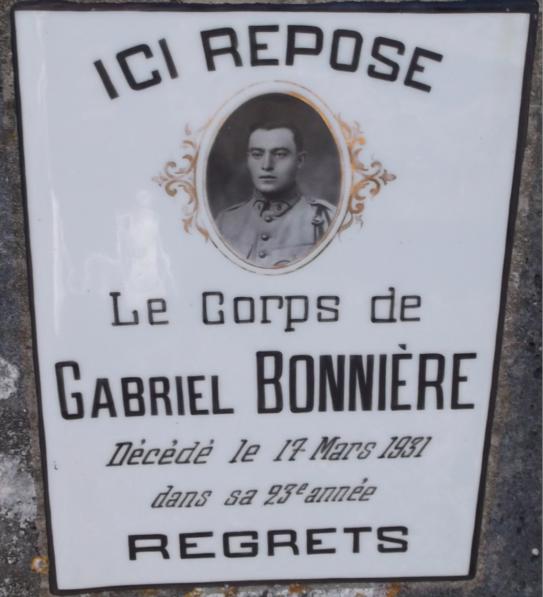 ICI REPOSE
Le Corps de
GABRIEL BONNIÈRE
Décédé le 17 Mars 1931
dans sa 23e année
REGRETS